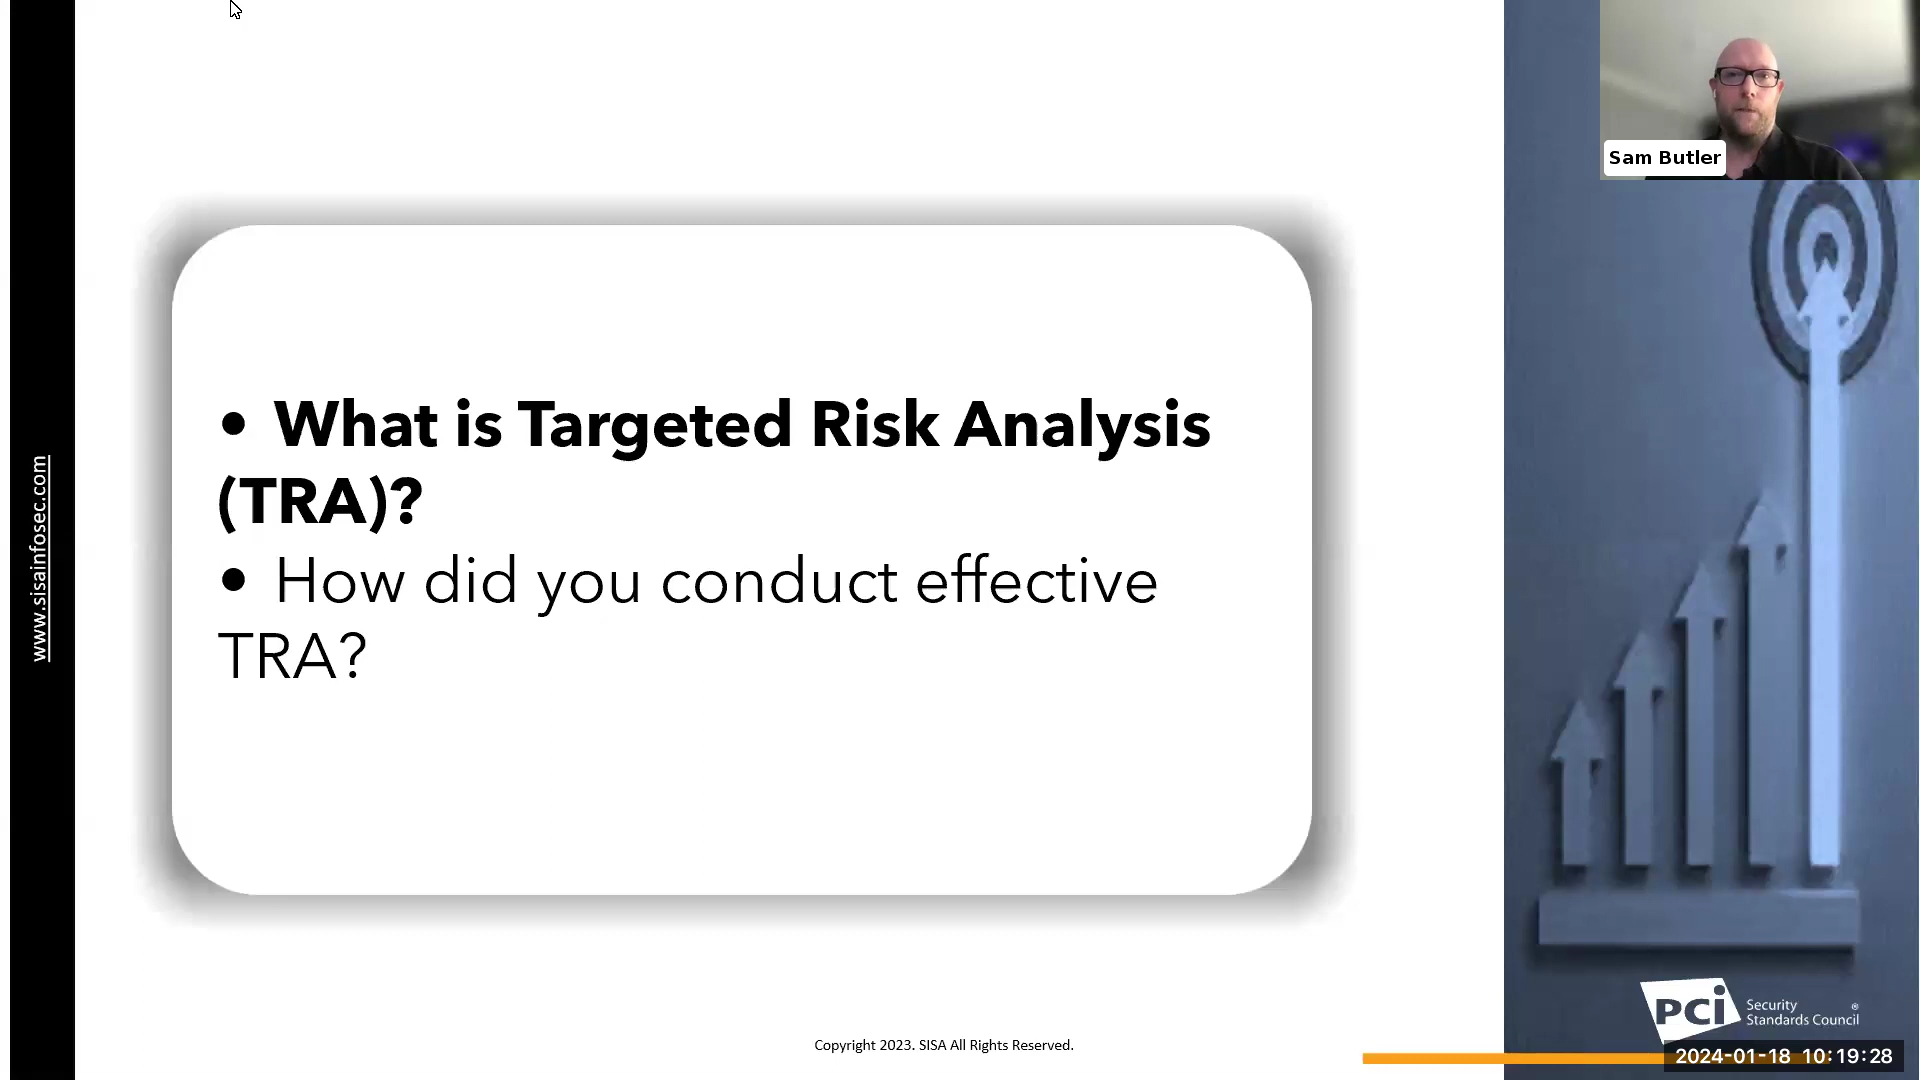 Sam Butler
www.sisainfosec.com
• What is Targeted Risk Analysis
(TRA)?
• How did you conduct effective
TRA?
PCi Security
Standards Council ®
Copyright 2023. SISA All Rights Reserved.
2024-01-18 10:19:28